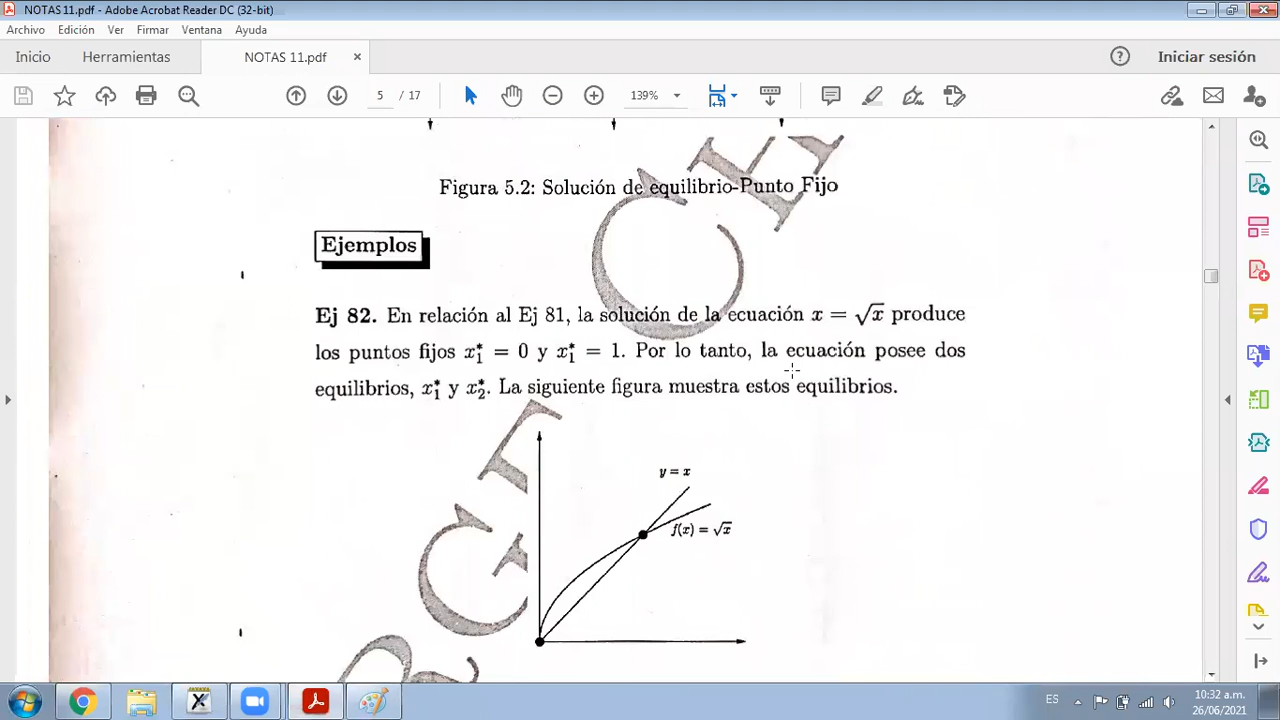 NOTAS 11.pdf - Adobe Acrobat Reader DC (32-bit)
Archivo Edición Ver Firmar Ventana Ayuda
Inicio Herramientas NOTAS 11.pdf × Iniciar sesión
5 / 17 139%
Figura 5.2: Solución de equilibrio-Punto Fijo
Ejemplos
Ej 82. En relación al Ej 81, la solución de la ecuación x = √x produce
los puntos fijos x₁* = 0 y x₁* = 1. Por lo tanto, la ecuación posee dos
equilibrios, x₁* y x₂*. La siguiente figura muestra estos equilibrios.
y = x
f(x) = √x
ES 10:32 a.m.
26/06/2021